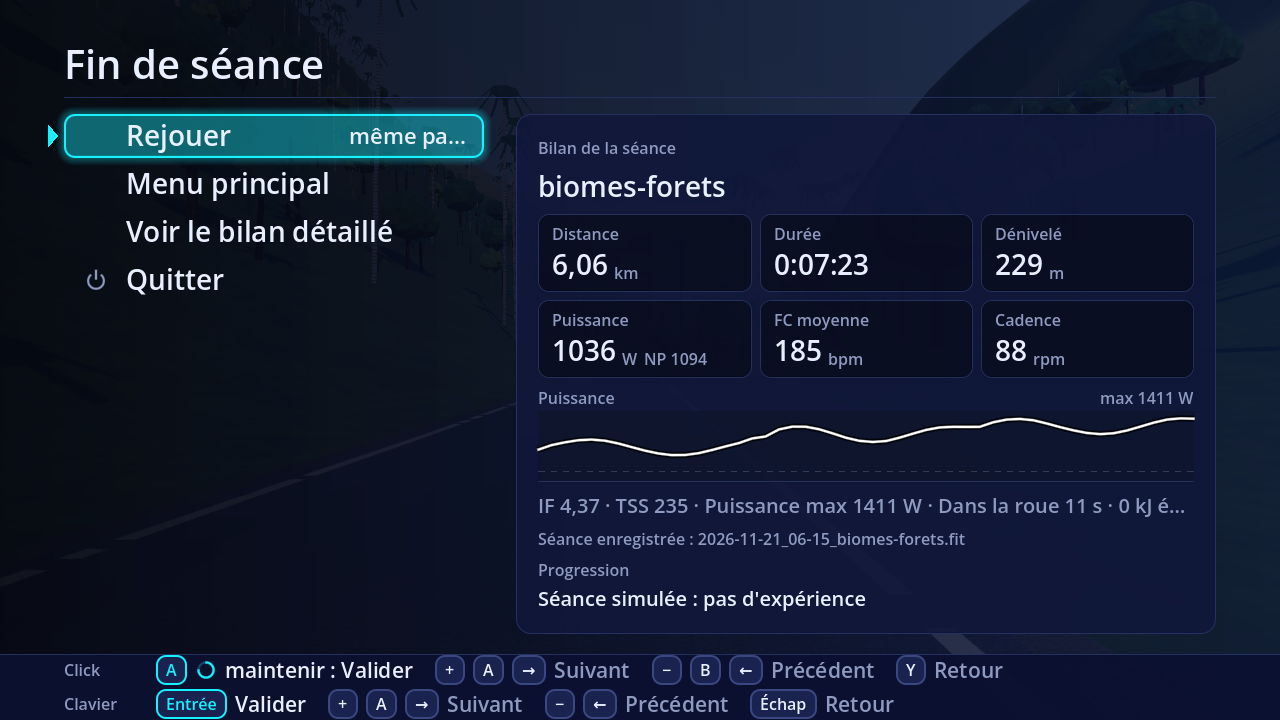 Fin de séance
Rejouer même pa...
Menu principal
Voir le bilan détaillé
Quitter
Bilan de la séance
biomes-forets
Distance
6,06 km
Durée
0:07:23
Dénivelé
229 m
Puissance
1036 W NP 1094
FC moyenne
185 bpm
Cadence
88 rpm
Puissance max 1411 W
IF 4,37 · TSS 235 · Puissance max 1411 W · Dans la roue 11 s · 0 kJ é...
Séance enregistrée : 2026-11-21_06-15_biomes-forets.fit
Progression
Séance simulée : pas d'expérience
Click A maintenir : Valider + A → Suivant − B ← Précédent Y Retour
Clavier Entrée Valider + A → Suivant − ← Précédent Échap Retour